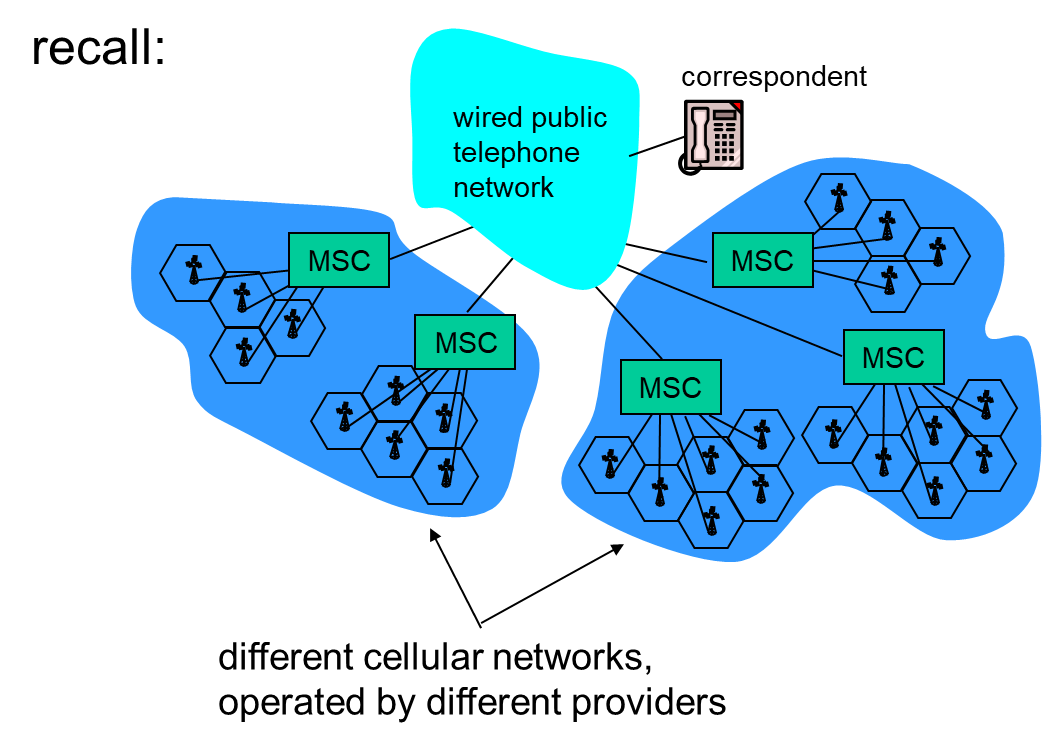 recall:
correspondent
wired public
telephone
network
MSC
MSC
MSC
MSC
MSC
different cellular networks,
operated by different providers